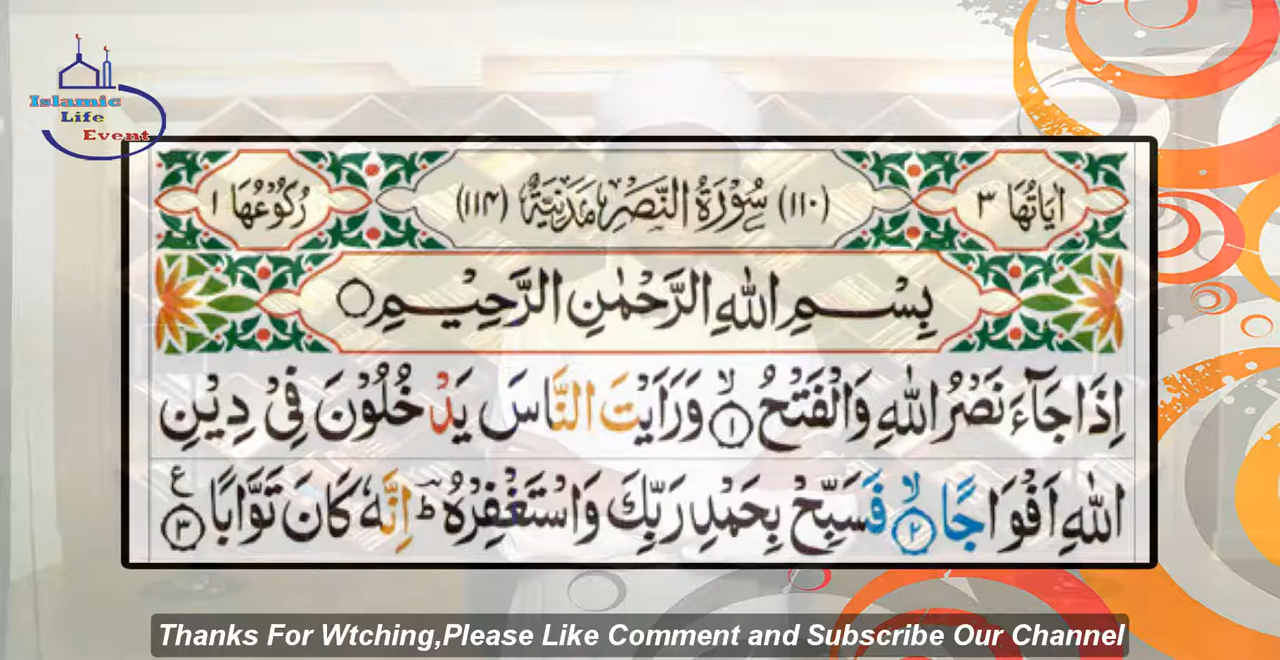 Islamic
Life
Event
اٰیَاتُهَا ٣ (١١٠) سُوْرَةُ النَّصْرِ مَدَنِيَّةٌ (١١٤) رُكُوْعُهَا ١
بِسْمِ اللّٰهِ الرَّحْمٰنِ الرَّحِيْمِ ○
اِذَا جَآءَ نَصْرُ اللّٰهِ وَالْفَتْحُ ۙ ١ وَرَاَيْتَ النَّاسَ يَدْخُلُوْنَ فِيْ دِيْنِ
اللّٰهِ اَفْوَاجًا ۙ ٢ فَسَبِّحْ بِحَمْدِ رَبِّكَ وَاسْتَغْفِرْهُ ؕ اِنَّهٗ كَانَ تَوَّابًا ٣ ع
Thanks For Wtching,Please Like Comment and Subscribe Our Channel